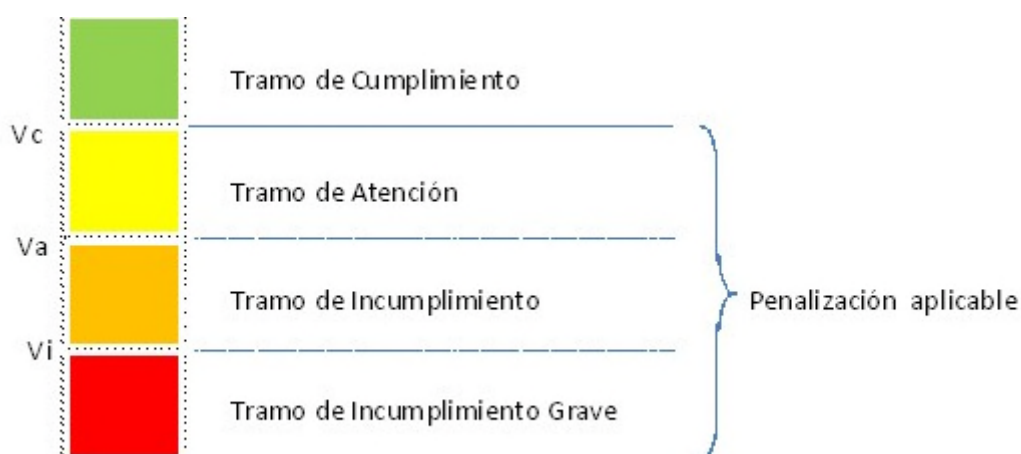 Tramo de Cumplimiento
Vc
Tramo de Atención
Va
Tramo de Incumplimiento
Penalización aplicable
Vi
Tramo de Incumplimiento Grave